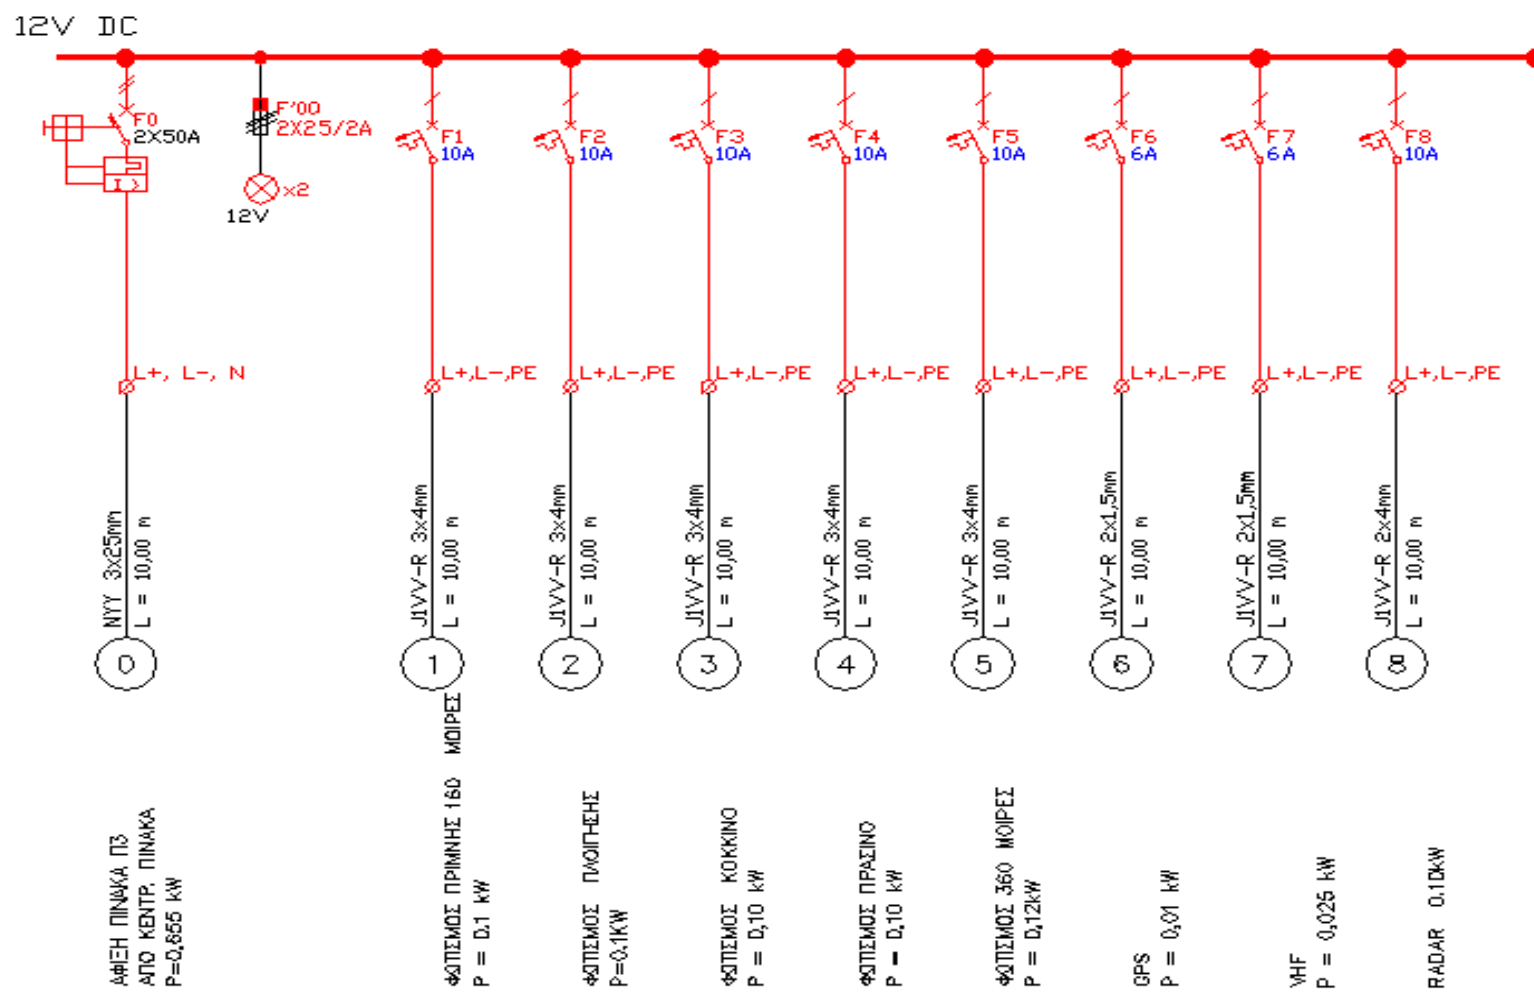 12V DC
F0
2X50A
I>
F'00
2X25/2A
x2
12V
F1
10A
F2
10A
F3
10A
F4
10A
F5
10A
F6
6A
F7
6A
F8
10A
L+, L-, N
L+,L-,PE
L+,L-,PE
L+,L-,PE
L+,L-,PE
L+,L-,PE
L+,L-,PE
L+,L-,PE
L+,L-,PE
NYY 3x25mm
L = 10,00 m
J1VV-R 3x4mm
L = 10,00 m
J1VV-R 3x4mm
L = 10,00 m
J1VV-R 3x4mm
L = 10,00 m
J1VV-R 3x4mm
L = 10,00 m
J1VV-R 3x4mm
L = 10,00 m
J1VV-R 2x1,5mm
L = 10,00 m
J1VV-R 2x1,5mm
L = 10,00 m
J1VV-R 2x4mm
L = 10,00 m
0
1
2
3
4
5
6
7
8
ΑΦΙΞΗ ΠΙΝΑΚΑ Π3
ΑΠΟ ΚΕΝΤΡ. ΠΙΝΑΚΑ
P=0,655 kW
ΦΩΤΙΣΜΟΣ ΠΡΙΜΝΗΣ 160 ΜΟΙΡΕΣ
P = 0,1 kW
ΦΩΤΙΣΜΟΣ ΠΛΟΙΓΗΣΗΣ
P=0.1KW
ΦΩΤΙΣΜΟΣ ΚΟΚΚΙΝΟ
P = 0,10 kW
ΦΩΤΙΣΜΟΣ ΠΡΑΣΙΝΟ
P = 0,10 kW
ΦΩΤΙΣΜΟΣ 360 ΜΟΙΡΕΣ
P = 0,12kW
GPS
P = 0,01 kW
VHF
P = 0,025 kW
RADAR 0.10kW